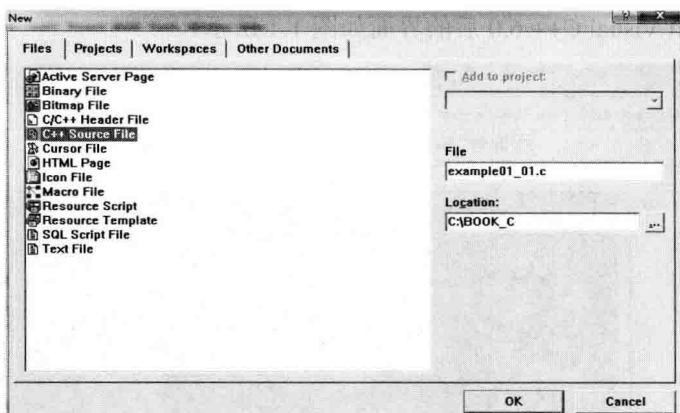 New
Files Projects Workspaces Other Documents
Active Server Page
Binary File
Bitmap File
C/C++ Header File
C++ Source File
Cursor File
HTML Page
Icon File
Macro File
Resource Script
Resource Template
SQL Script File
Text File
Add to project:
File
example01_01.c
Location:
C:\BOOK_C
...
OK Cancel